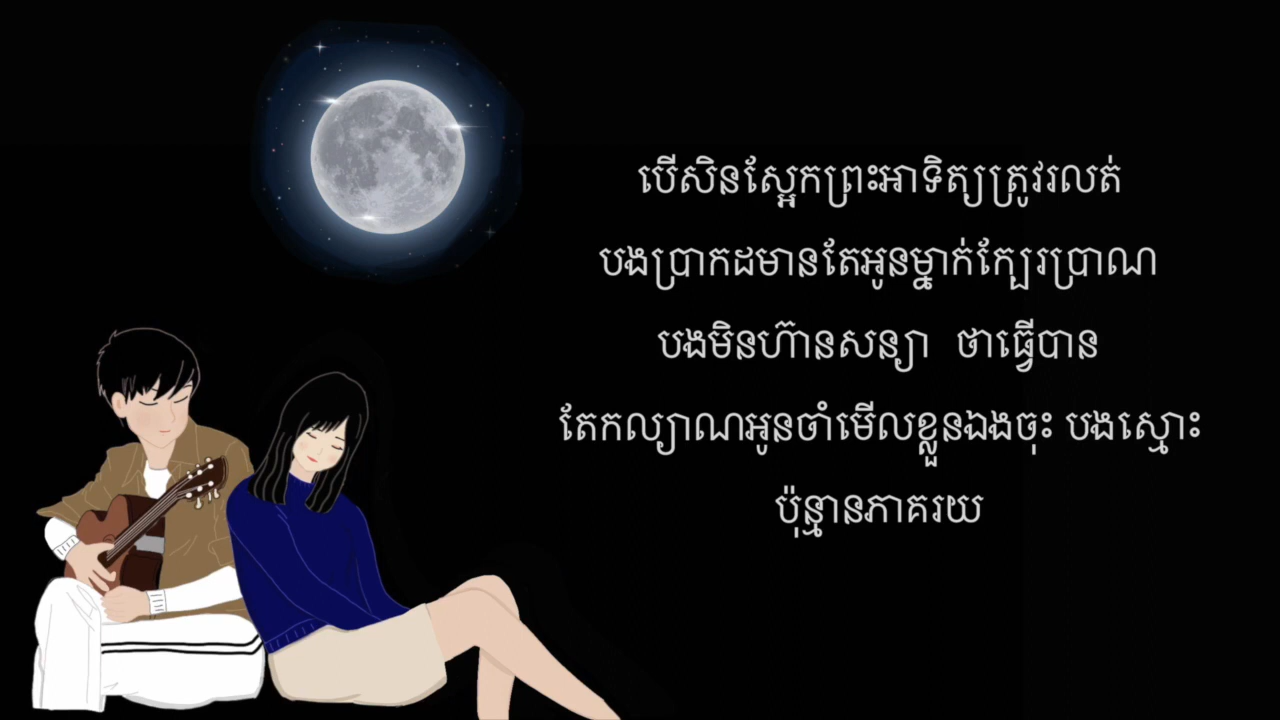 បើសិនស្អែកព្រះអាទិត្យត្រូវរលត់
បងប្រាកដមានតែអូនម្នាក់ក្បែរប្រាណ
បងមិនហ៊ានសន្យា ថាធ្វើបាន
តែកល្យាណអូនចាំមើលខ្លួនឯងចុះ បងស្មោះ
ប៉ុន្មានភាគរយ